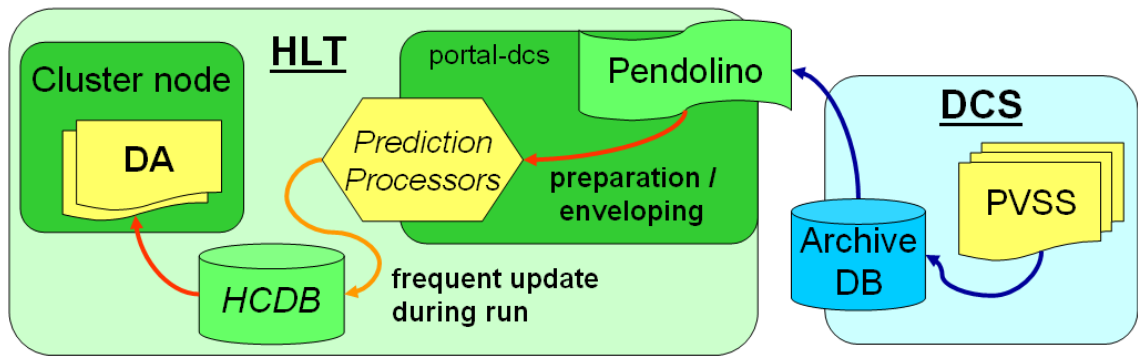 HLT
Cluster node
DA
portal-dcs
Pendolino
Prediction
Processors
preparation /
enveloping
HCDB
frequent update
during run
DCS
PVSS
Archive
DB